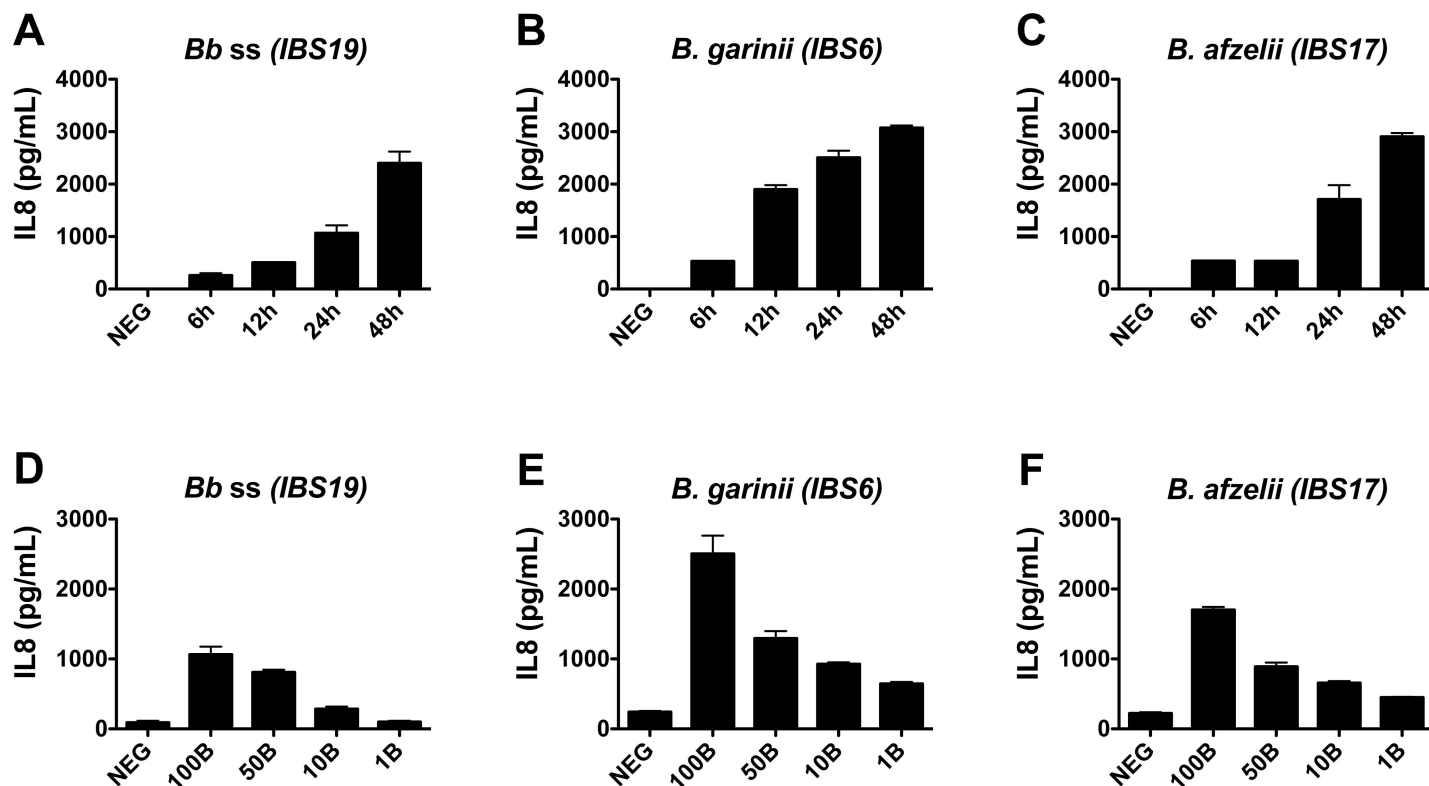 A
Bb ss (IBS19)
IL8 (pg/mL)
4000
3000
2000
1000
0
NEG 6h 12h 24h 48h
B
B. garinii (IBS6)
IL8 (pg/mL)
4000
3000
2000
1000
0
NEG 6h 12h 24h 48h
C
B. afzelii (IBS17)
IL8 (pg/mL)
4000
3000
2000
1000
0
NEG 6h 12h 24h 48h
D
Bb ss (IBS19)
IL8 (pg/mL)
3000
2000
1000
0
NEG 100B 50B 10B 1B
E
B. garinii (IBS6)
IL8 (pg/mL)
3000
2000
1000
0
NEG 100B 50B 10B 1B
F
B. afzelii (IBS17)
IL8 (pg/mL)
3000
2000
1000
0
NEG 100B 50B 10B 1B